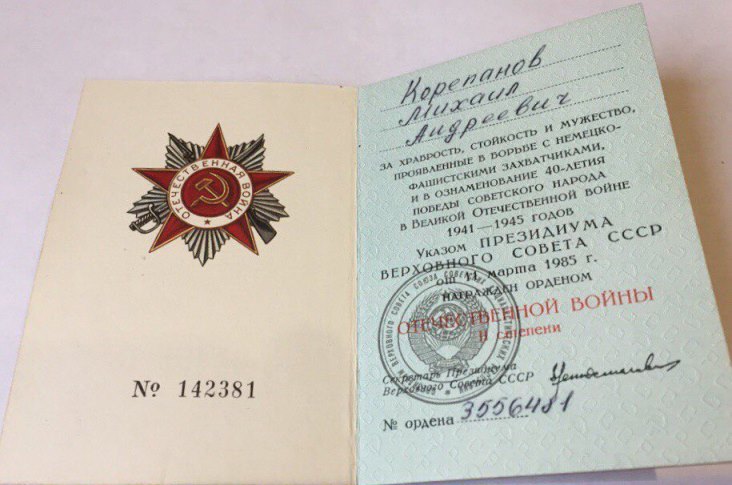 ОТЕЧЕСТВЕННАЯ ВОЙНА
№ 142381
Корепанов
Михаил
Андреевич
ЗА ХРАБРОСТЬ, СТОЙКОСТЬ И МУЖЕСТВО,
ПРОЯВЛЕННЫЕ В БОРЬБЕ С НЕМЕЦКО-
ФАШИСТСКИМИ ЗАХВАТЧИКАМИ,
И В ОЗНАМЕНОВАНИЕ 40-ЛЕТИЯ
ПОБЕДЫ СОВЕТСКОГО НАРОДА
В ВЕЛИКОЙ ОТЕЧЕСТВЕННОЙ ВОЙНЕ
1941—1945 ГОДОВ
УКАЗОМ ПРЕЗИДИУМА
ВЕРХОВНОГО СОВЕТА СССР
от 11 марта 1985 г.
НАГРАЖДЕН ОРДЕНОМ
ОТЕЧЕСТВЕННОЙ ВОЙНЫ
II степени
Секретарь Президиума
Верховного Совета СССР
№ ордена 3556481